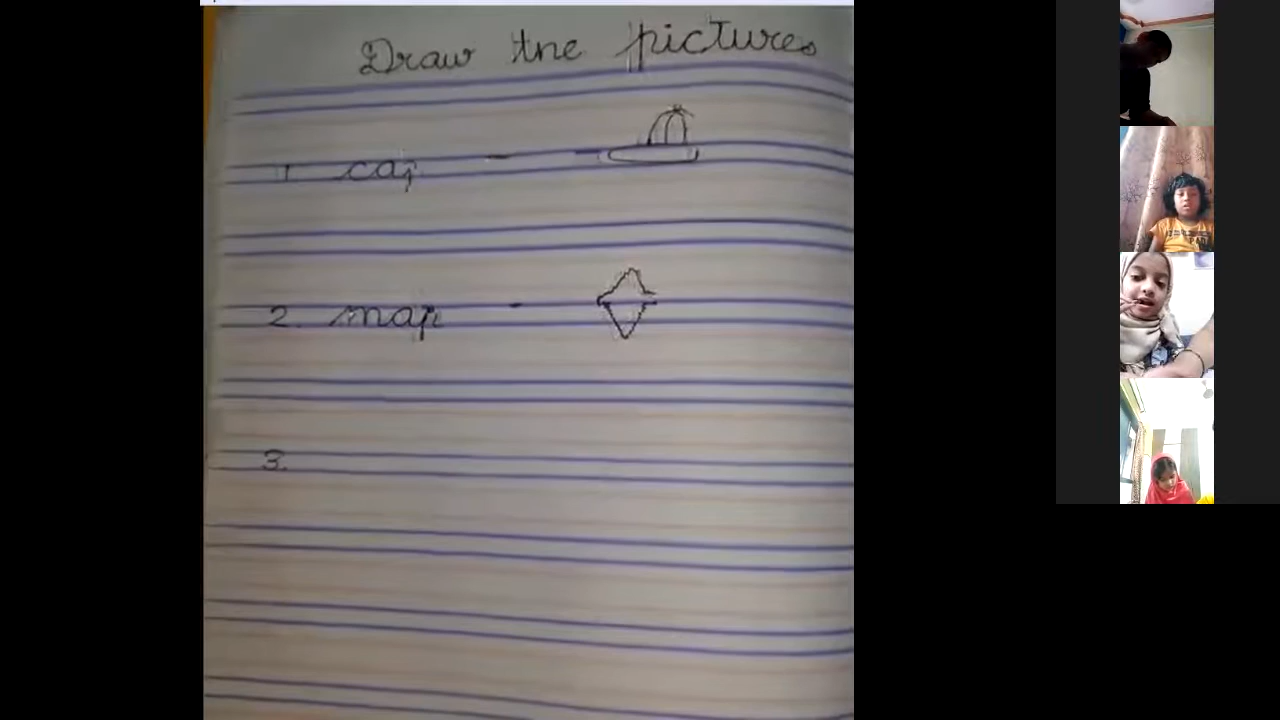 Draw the pictures
1. cap -
2. map -
3.